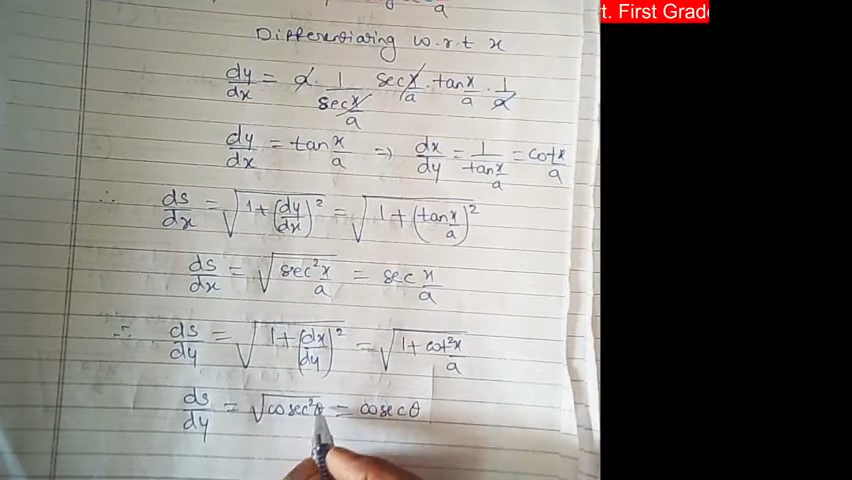 a
t. First Grade
Differentiating w.r.t x
dy/dx = a · 1/(sec x/a) sec x/a · tan x/a · 1/a
dy/dx = tan x/a ⇒ dx/dy = 1/(tan x/a) = cot x/a
∴ ds/dx = √(1+(dy/dx)²) = √(1+(tan x/a)²)
ds/dx = √(sec² x/a) = sec x/a
∴ ds/dy = √(1+(dx/dy)²) = √(1+cot² x/a)
ds/dy = √(cosec²θ) = cosecθ